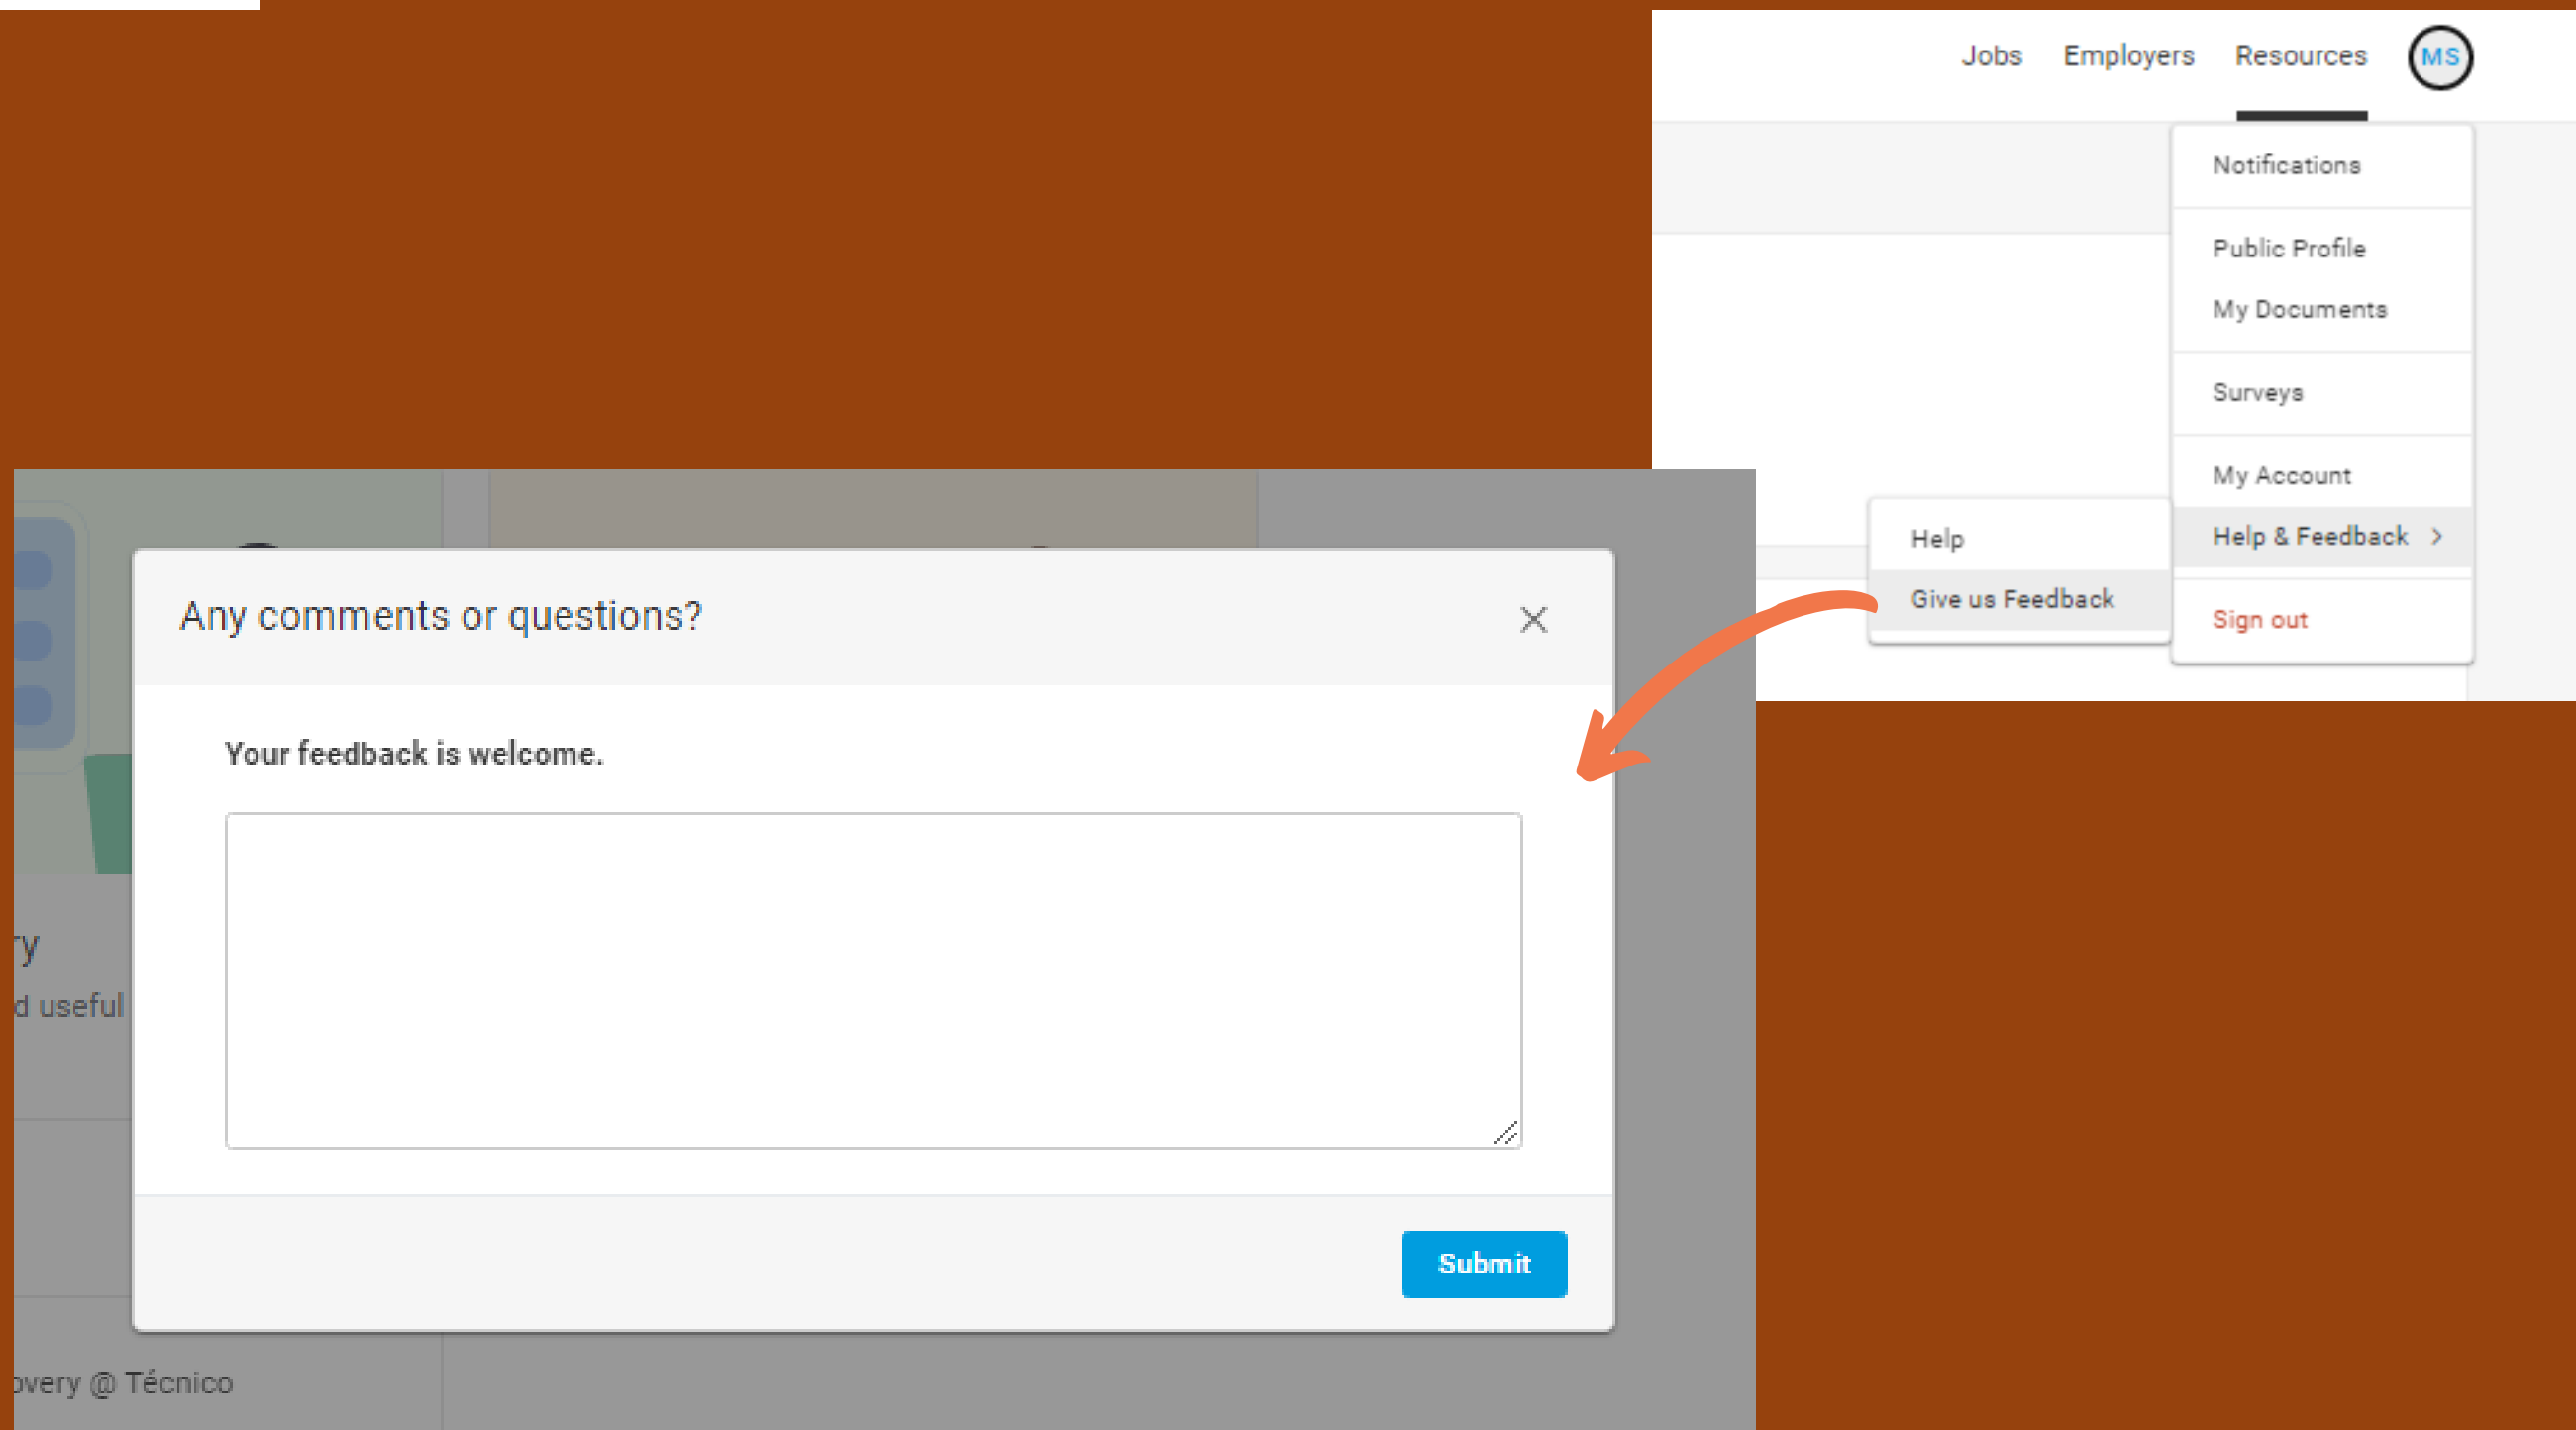 Jobs Employers Resources MS
Notifications
Public Profile
My Documents
Surveys
My Account
Help & Feedback
Sign out
Help
Give us Feedback
Any comments or questions?
Your feedback is welcome.
ry
d useful
Submit
overy @ Técnico